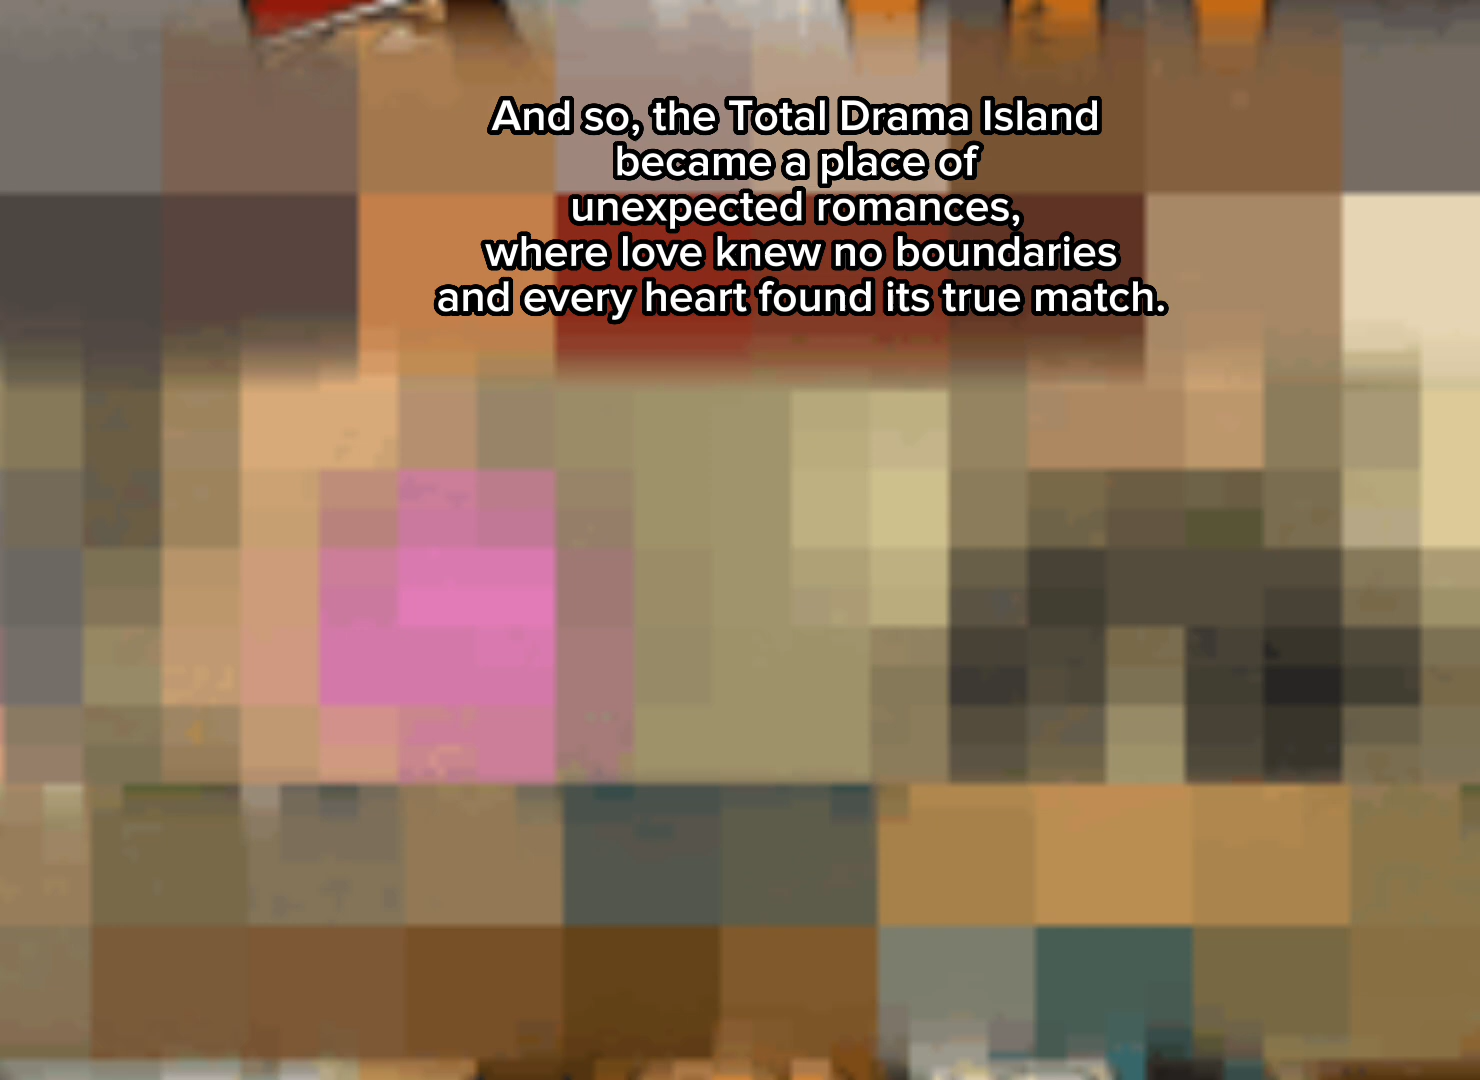 And so, the Total Drama Island
became a place of
unexpected romances,
where love knew no boundaries
and every heart found its true match.